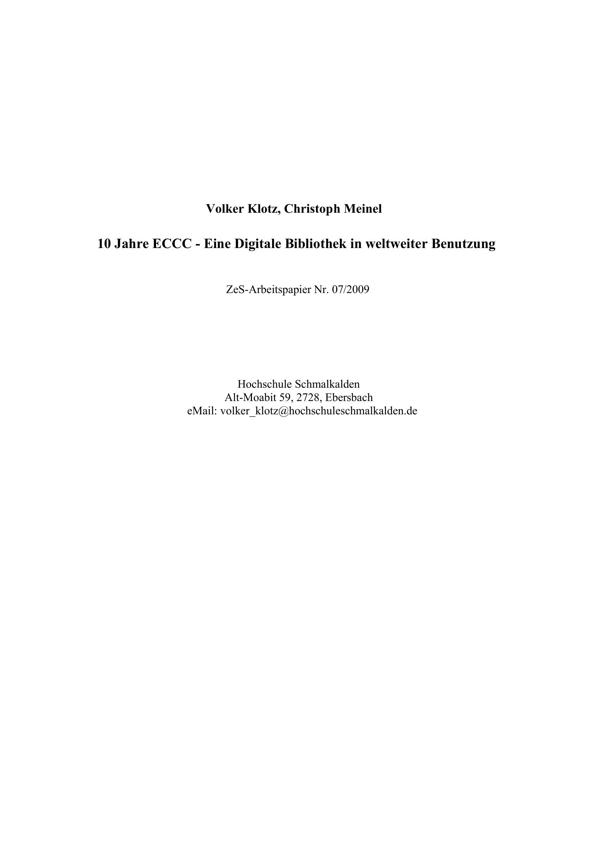 Volker Klotz, Christoph Meinel
10 Jahre ECCC - Eine Digitale Bibliothek in weltweiter Benutzung
ZeS-Arbeitspapier Nr. 07/2009
Hochschule Schmalkalden
Alt-Moabit 59, 2728, Ebersbach
eMail: volker_klotz@hochschuleschmalkalden.de